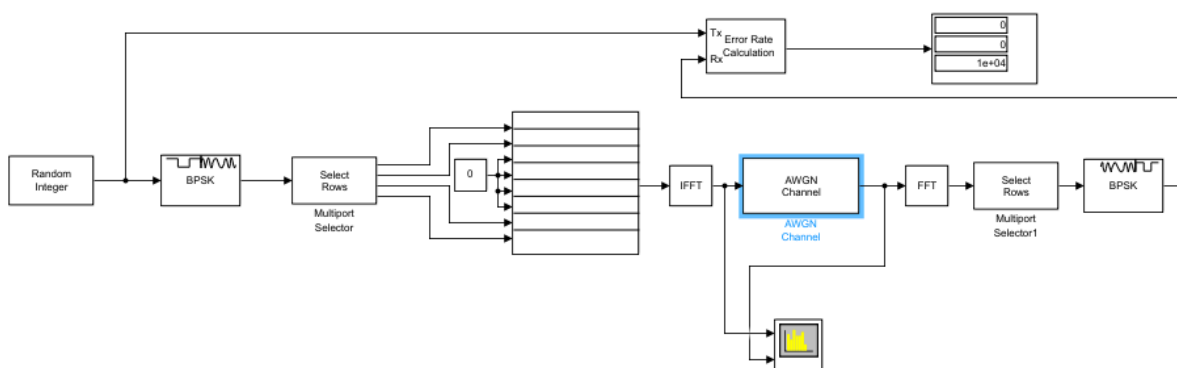 Tx
Rx
Error Rate
Calculation
0
0
1e+04
Random
Integer
BPSK
Select
Rows
Multiport
Selector
0
IFFT
AWGN
Channel
AWGN
Channel
FFT
Select
Rows
Multiport
Selector1
BPSK